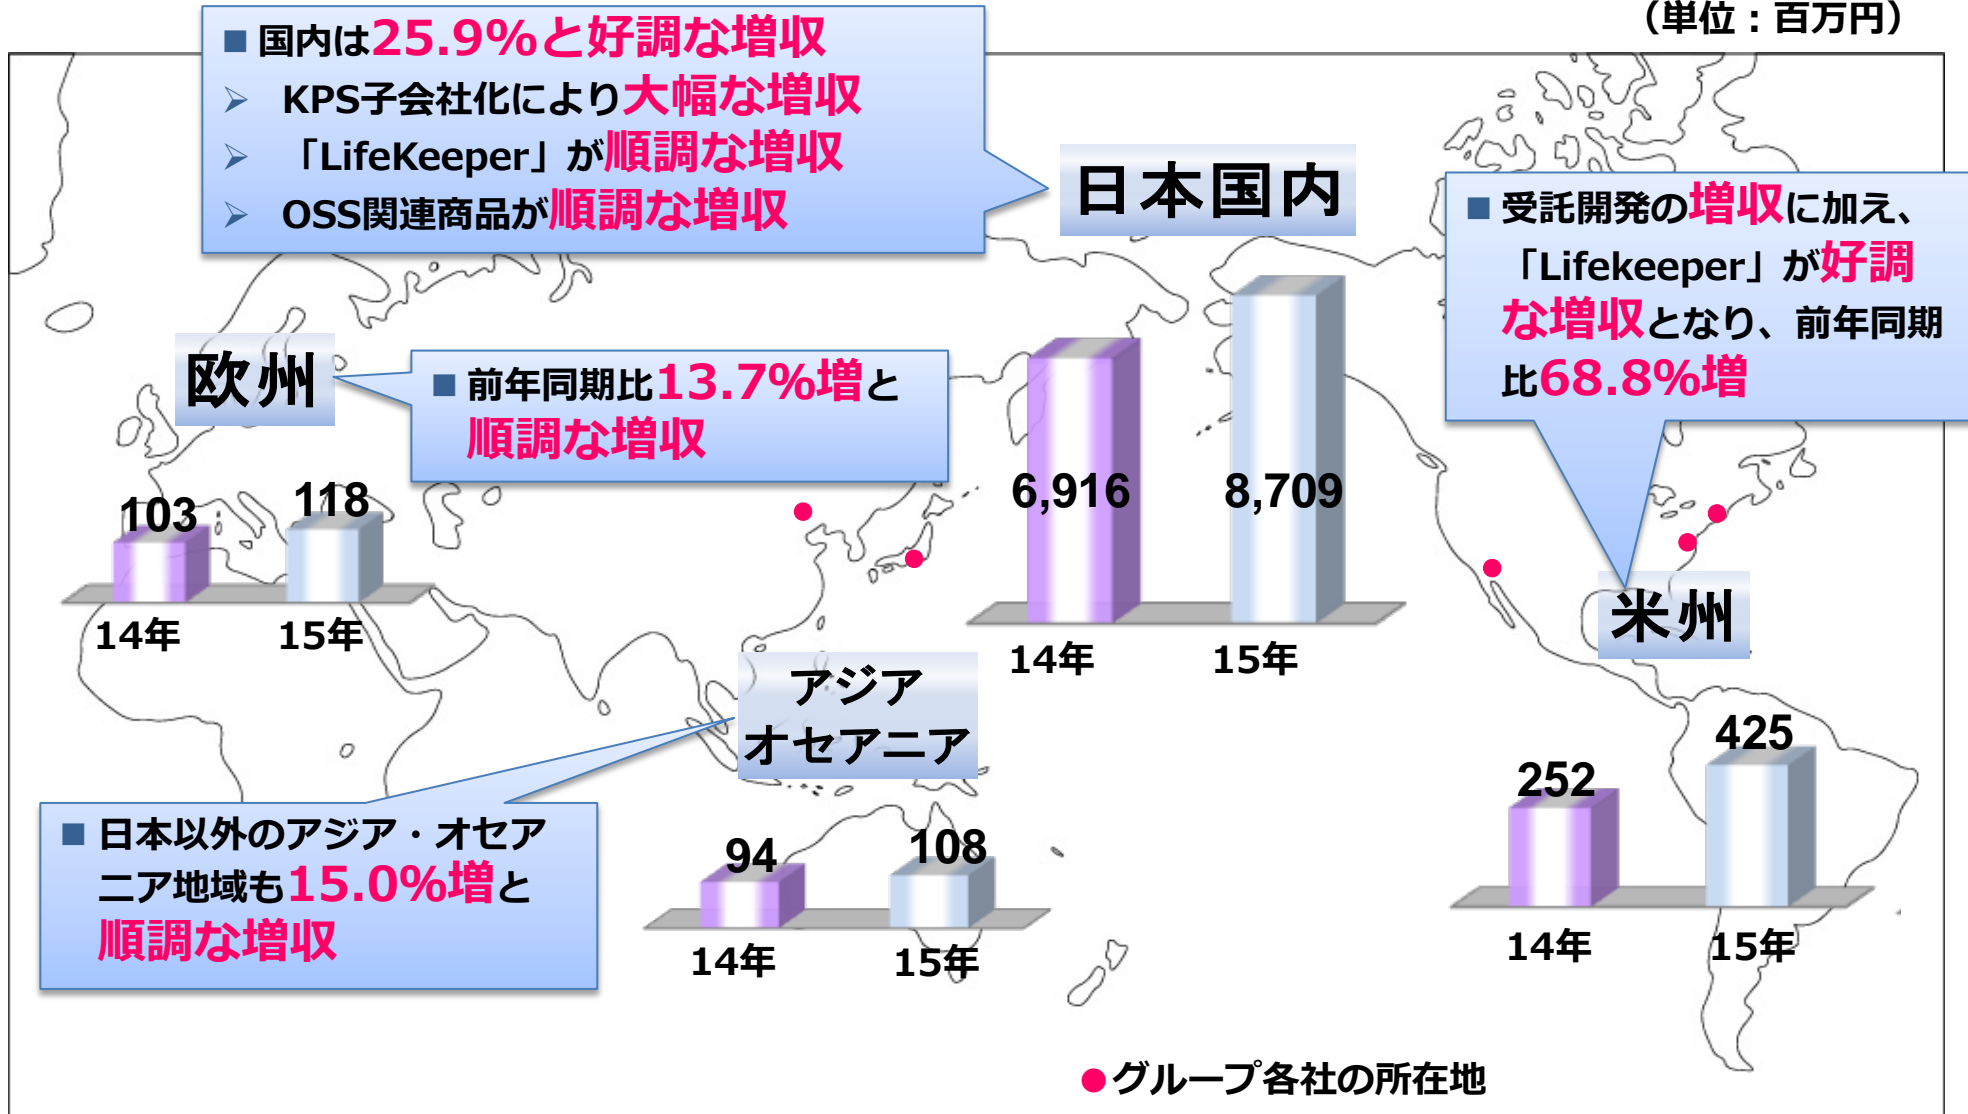 （単位：百万円）
■ 国内は25.9%と好調な増収
➢ KPS子会社化により大幅な増収
➢ 「LifeKeeper」が順調な増収
➢ OSS関連商品が順調な増収
日本国内
■ 受託開発の増収に加え、
「Lifekeeper」が好調
な増収となり、前年同期
比68.8%増
欧州
■ 前年同期比13.7%増と
順調な増収
103
118
14年
15年
6,916
8,709
14年
15年
米州
アジア
オセアニア
252
425
14年
15年
■ 日本以外のアジア・オセア
ニア地域も15.0%増と
順調な増収
94
108
14年
15年
●グループ各社の所在地